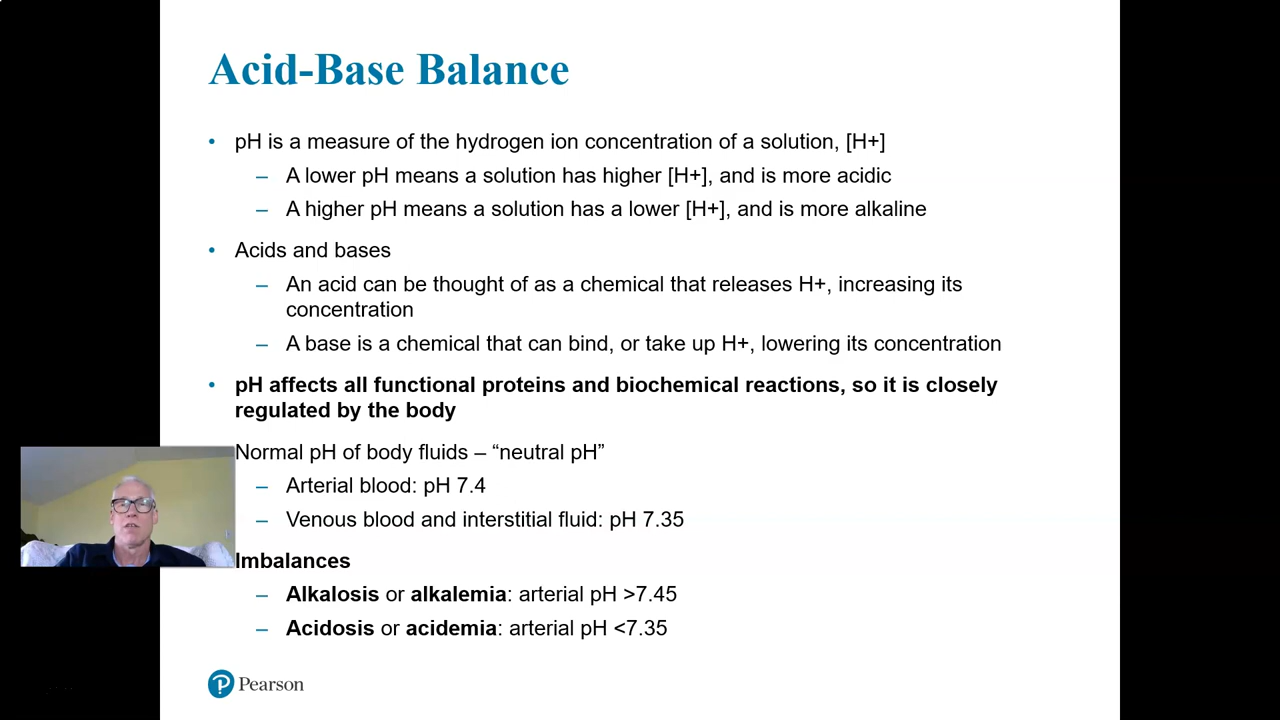 Acid-Base Balance
• pH is a measure of the hydrogen ion concentration of a solution, [H+]
– A lower pH means a solution has higher [H+], and is more acidic
– A higher pH means a solution has a lower [H+], and is more alkaline
• Acids and bases
– An acid can be thought of as a chemical that releases H+, increasing its
concentration
– A base is a chemical that can bind, or take up H+, lowering its concentration
• pH affects all functional proteins and biochemical reactions, so it is closely
regulated by the body
Normal pH of body fluids – “neutral pH”
– Arterial blood: pH 7.4
– Venous blood and interstitial fluid: pH 7.35
Imbalances
– Alkalosis or alkalemia: arterial pH >7.45
– Acidosis or acidemia: arterial pH <7.35
P Pearson